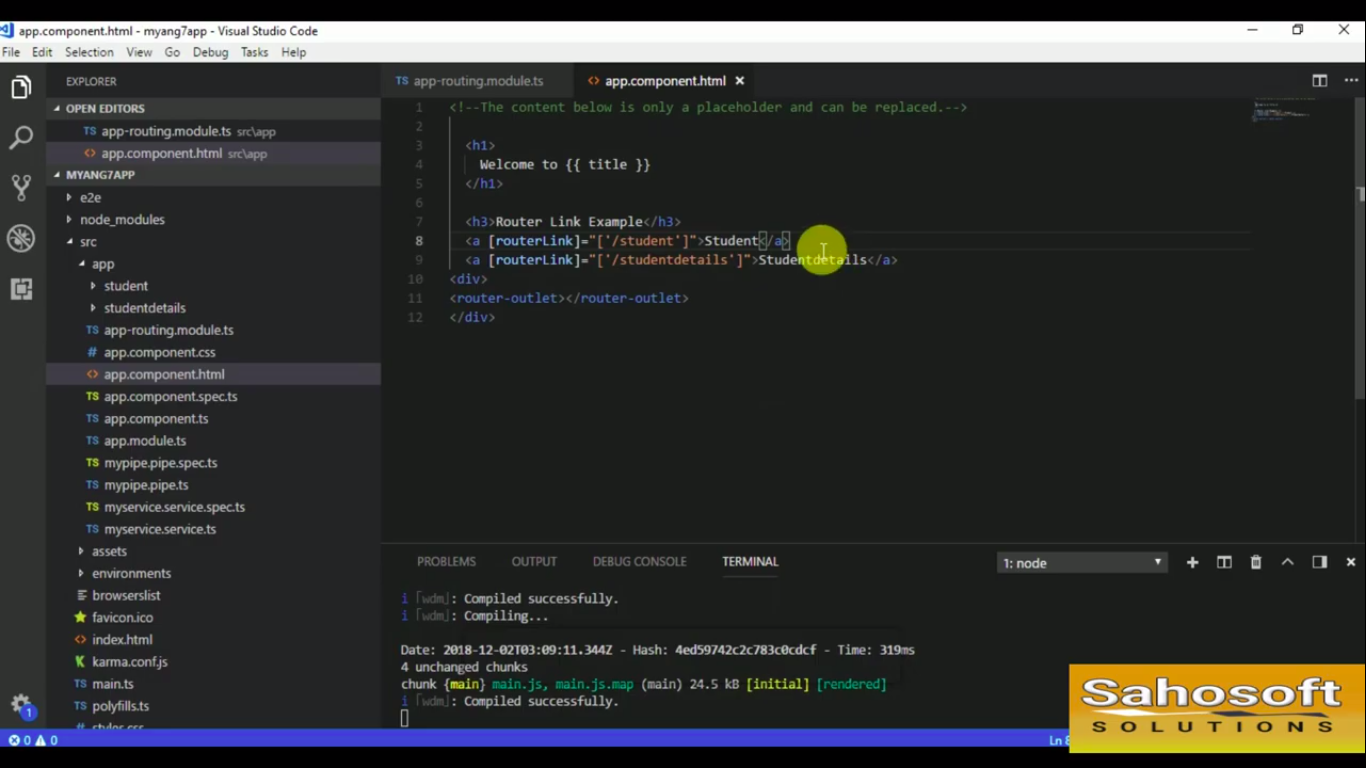 app.component.html - myang7app - Visual Studio Code
File Edit Selection View Go Debug Tasks Help
EXPLORER
OPEN EDITORS
TS app-routing.module.ts src\app
<> app.component.html src\app
MYANG7APP
e2e
node_modules
src
app
student
studentdetails
TS app-routing.module.ts
# app.component.css
<> app.component.html
TS app.component.spec.ts
TS app.component.ts
TS app.module.ts
TS mypipe.pipe.spec.ts
TS mypipe.pipe.ts
TS myservice.service.spec.ts
TS myservice.service.ts
assets
environments
browserslist
favicon.ico
<> index.html
karma.conf.js
TS main.ts
TS polyfills.ts
styles.css
1
TS app-routing.module.ts <> app.component.html
1 <!--The content below is only a placeholder and can be replaced.-->
2
3 <h1>
4 Welcome to {{ title }}
5 </h1>
6
7 <h3>Router Link Example</h3>
8 <a [routerLink]="['/student']">Student</a>
9 <a [routerLink]="['/studentdetails']">Studentdetails</a>
10 <div>
11 <router-outlet></router-outlet>
12 </div>
PROBLEMS OUTPUT DEBUG CONSOLE TERMINAL 1: node
i ｢wdm｣: Compiled successfully.
i ｢wdm｣: Compiling...
Date: 2018-12-02T03:09:11.344Z - Hash: 4ed59742c2c783c0cdcf - Time: 319ms
4 unchanged chunks
chunk {main} main.js, main.js.map (main) 24.5 kB [initial] [rendered]
i ｢wdm｣: Compiled successfully.
0 0
Ln 8
Sahosoft
SOLUTIONS